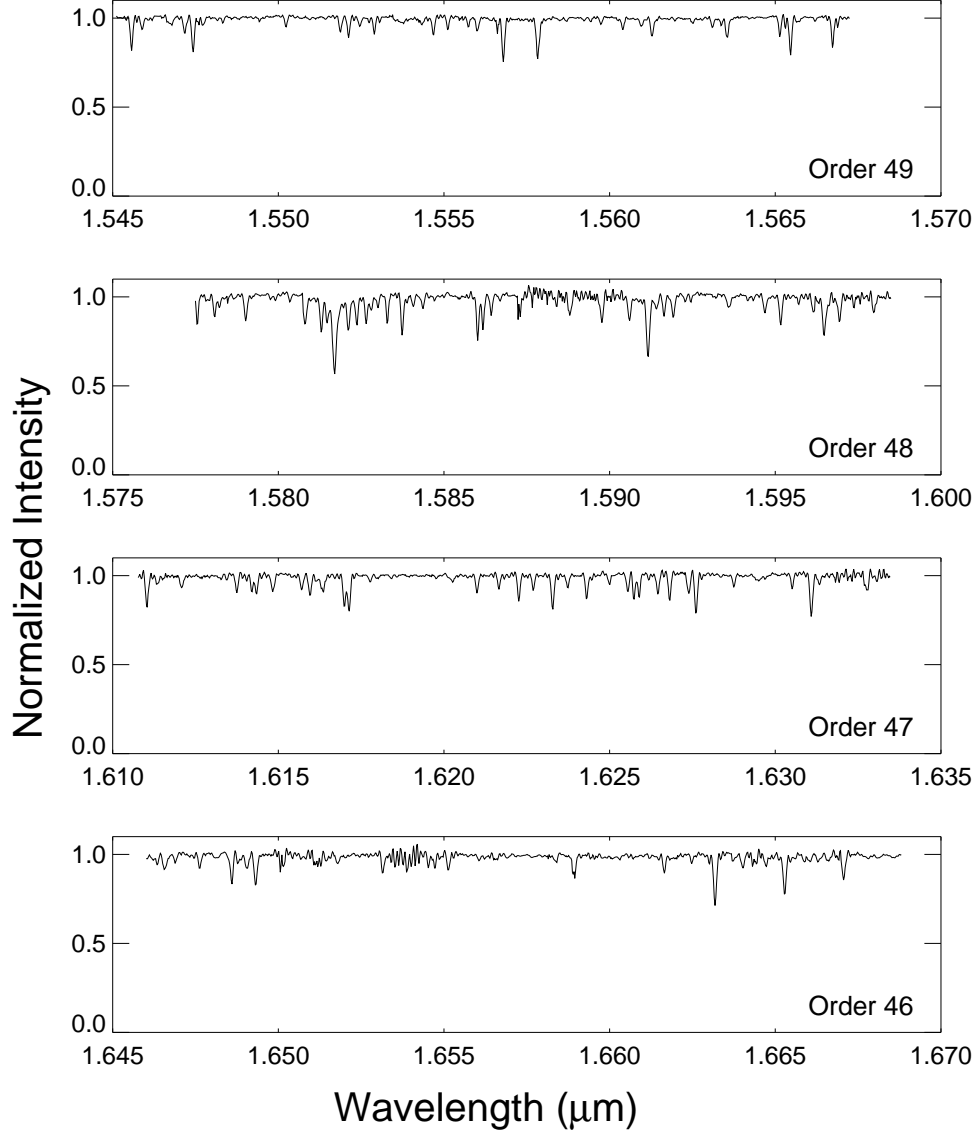 Normalized Intensity
1.0
0.5
0.0
Order 49
1.545 1.550 1.555 1.560 1.565 1.570
1.0
0.5
0.0
Order 48
1.575 1.580 1.585 1.590 1.595 1.600
1.0
0.5
0.0
Order 47
1.610 1.615 1.620 1.625 1.630 1.635
1.0
0.5
0.0
Order 46
1.645 1.650 1.655 1.660 1.665 1.670
Wavelength (μm)